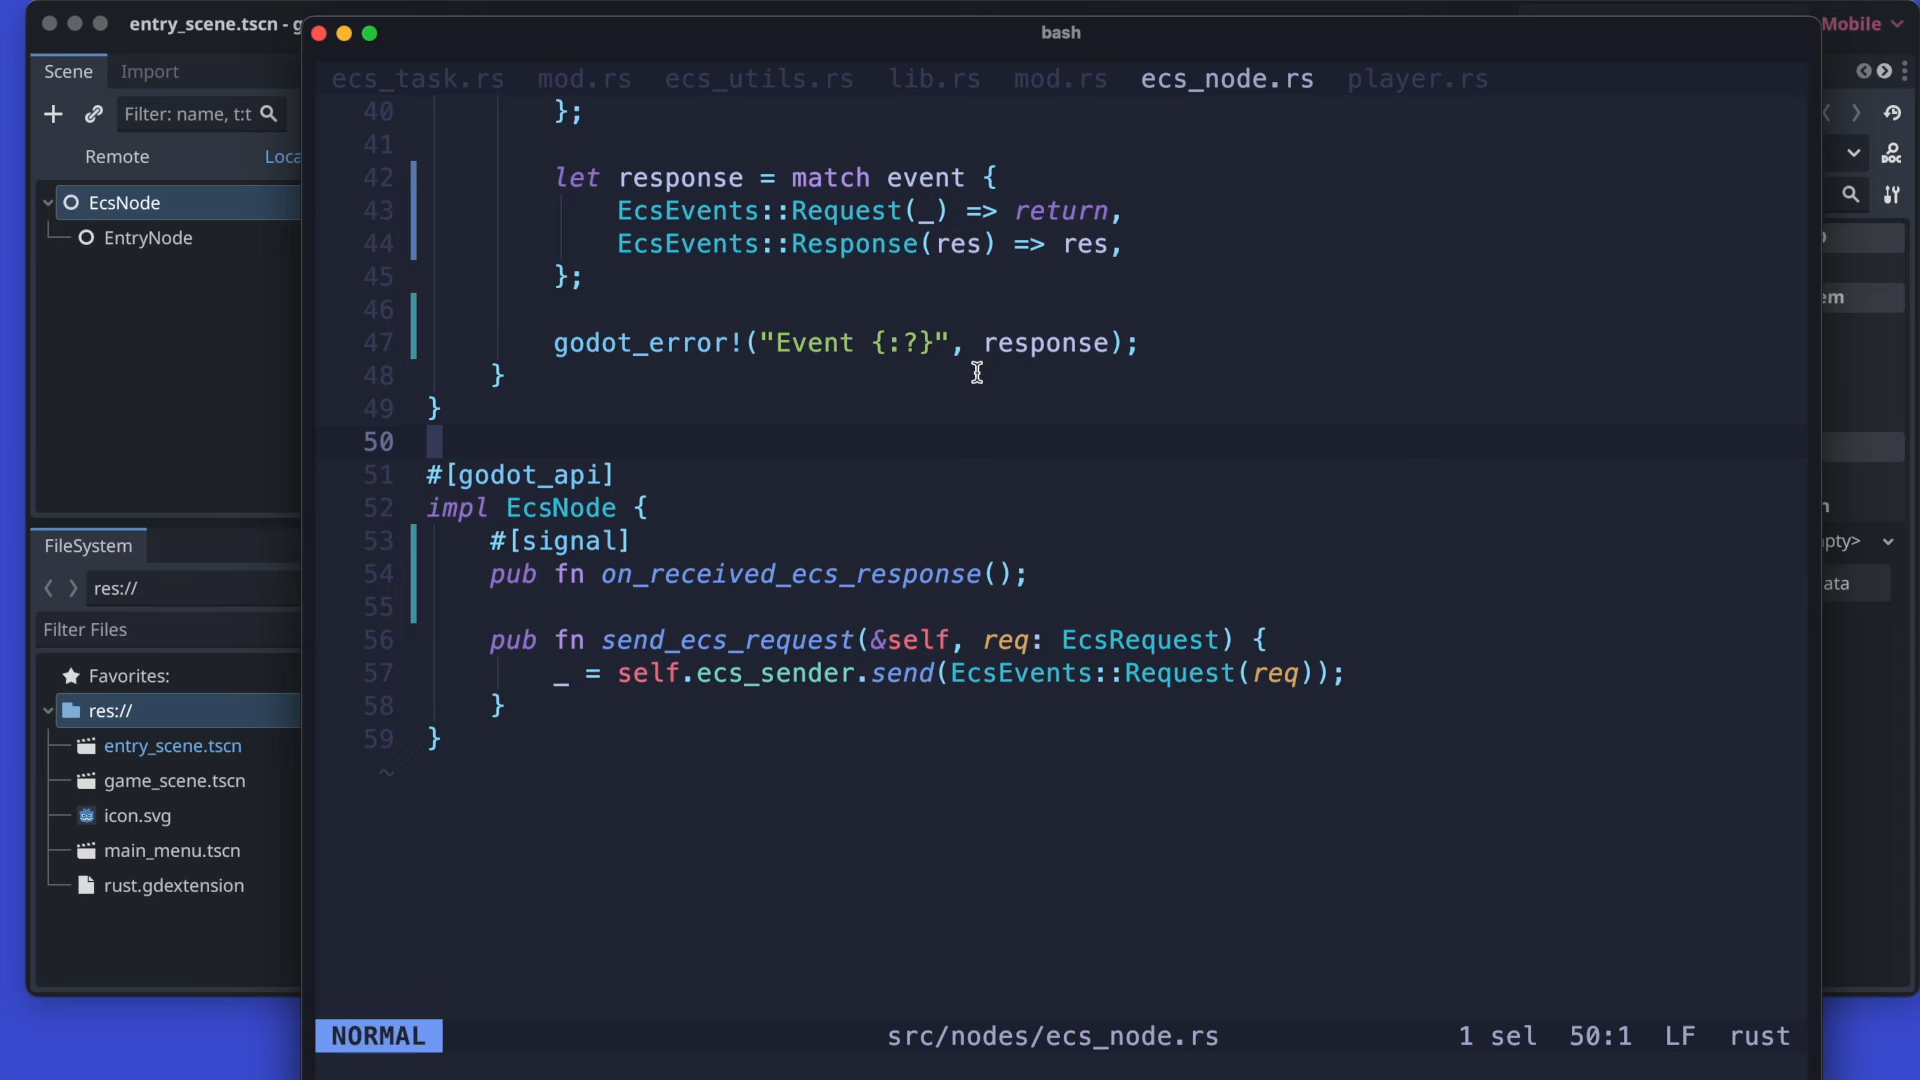 entry_scene.tscn - g
bash
Mobile
Scene
Import
ecs_task.rs mod.rs ecs_utils.rs lib.rs mod.rs ecs_node.rs player.rs
Filter: name, t:t
Remote
Loca
EcsNode
EntryNode
FileSystem
res://
Filter Files
Favorites:
res://
entry_scene.tscn
game_scene.tscn
icon.svg
main_menu.tscn
rust.gdextension
40 };
41
42 let response = match event {
43 EcsEvents::Request(_) => return,
44 EcsEvents::Response(res) => res,
45 };
46
47 godot_error!("Event {:?}", response);
48 }
49 }
50
51 #[godot_api]
52 impl EcsNode {
53 #[signal]
54 pub fn on_received_ecs_response();
55
56 pub fn send_ecs_request(&self, req: EcsRequest) {
57 _ = self.ecs_sender.send(EcsEvents::Request(req));
58 }
59 }
~
DOC
em
n
pty>
ata
NORMAL src/nodes/ecs_node.rs 1 sel 50:1 LF rust